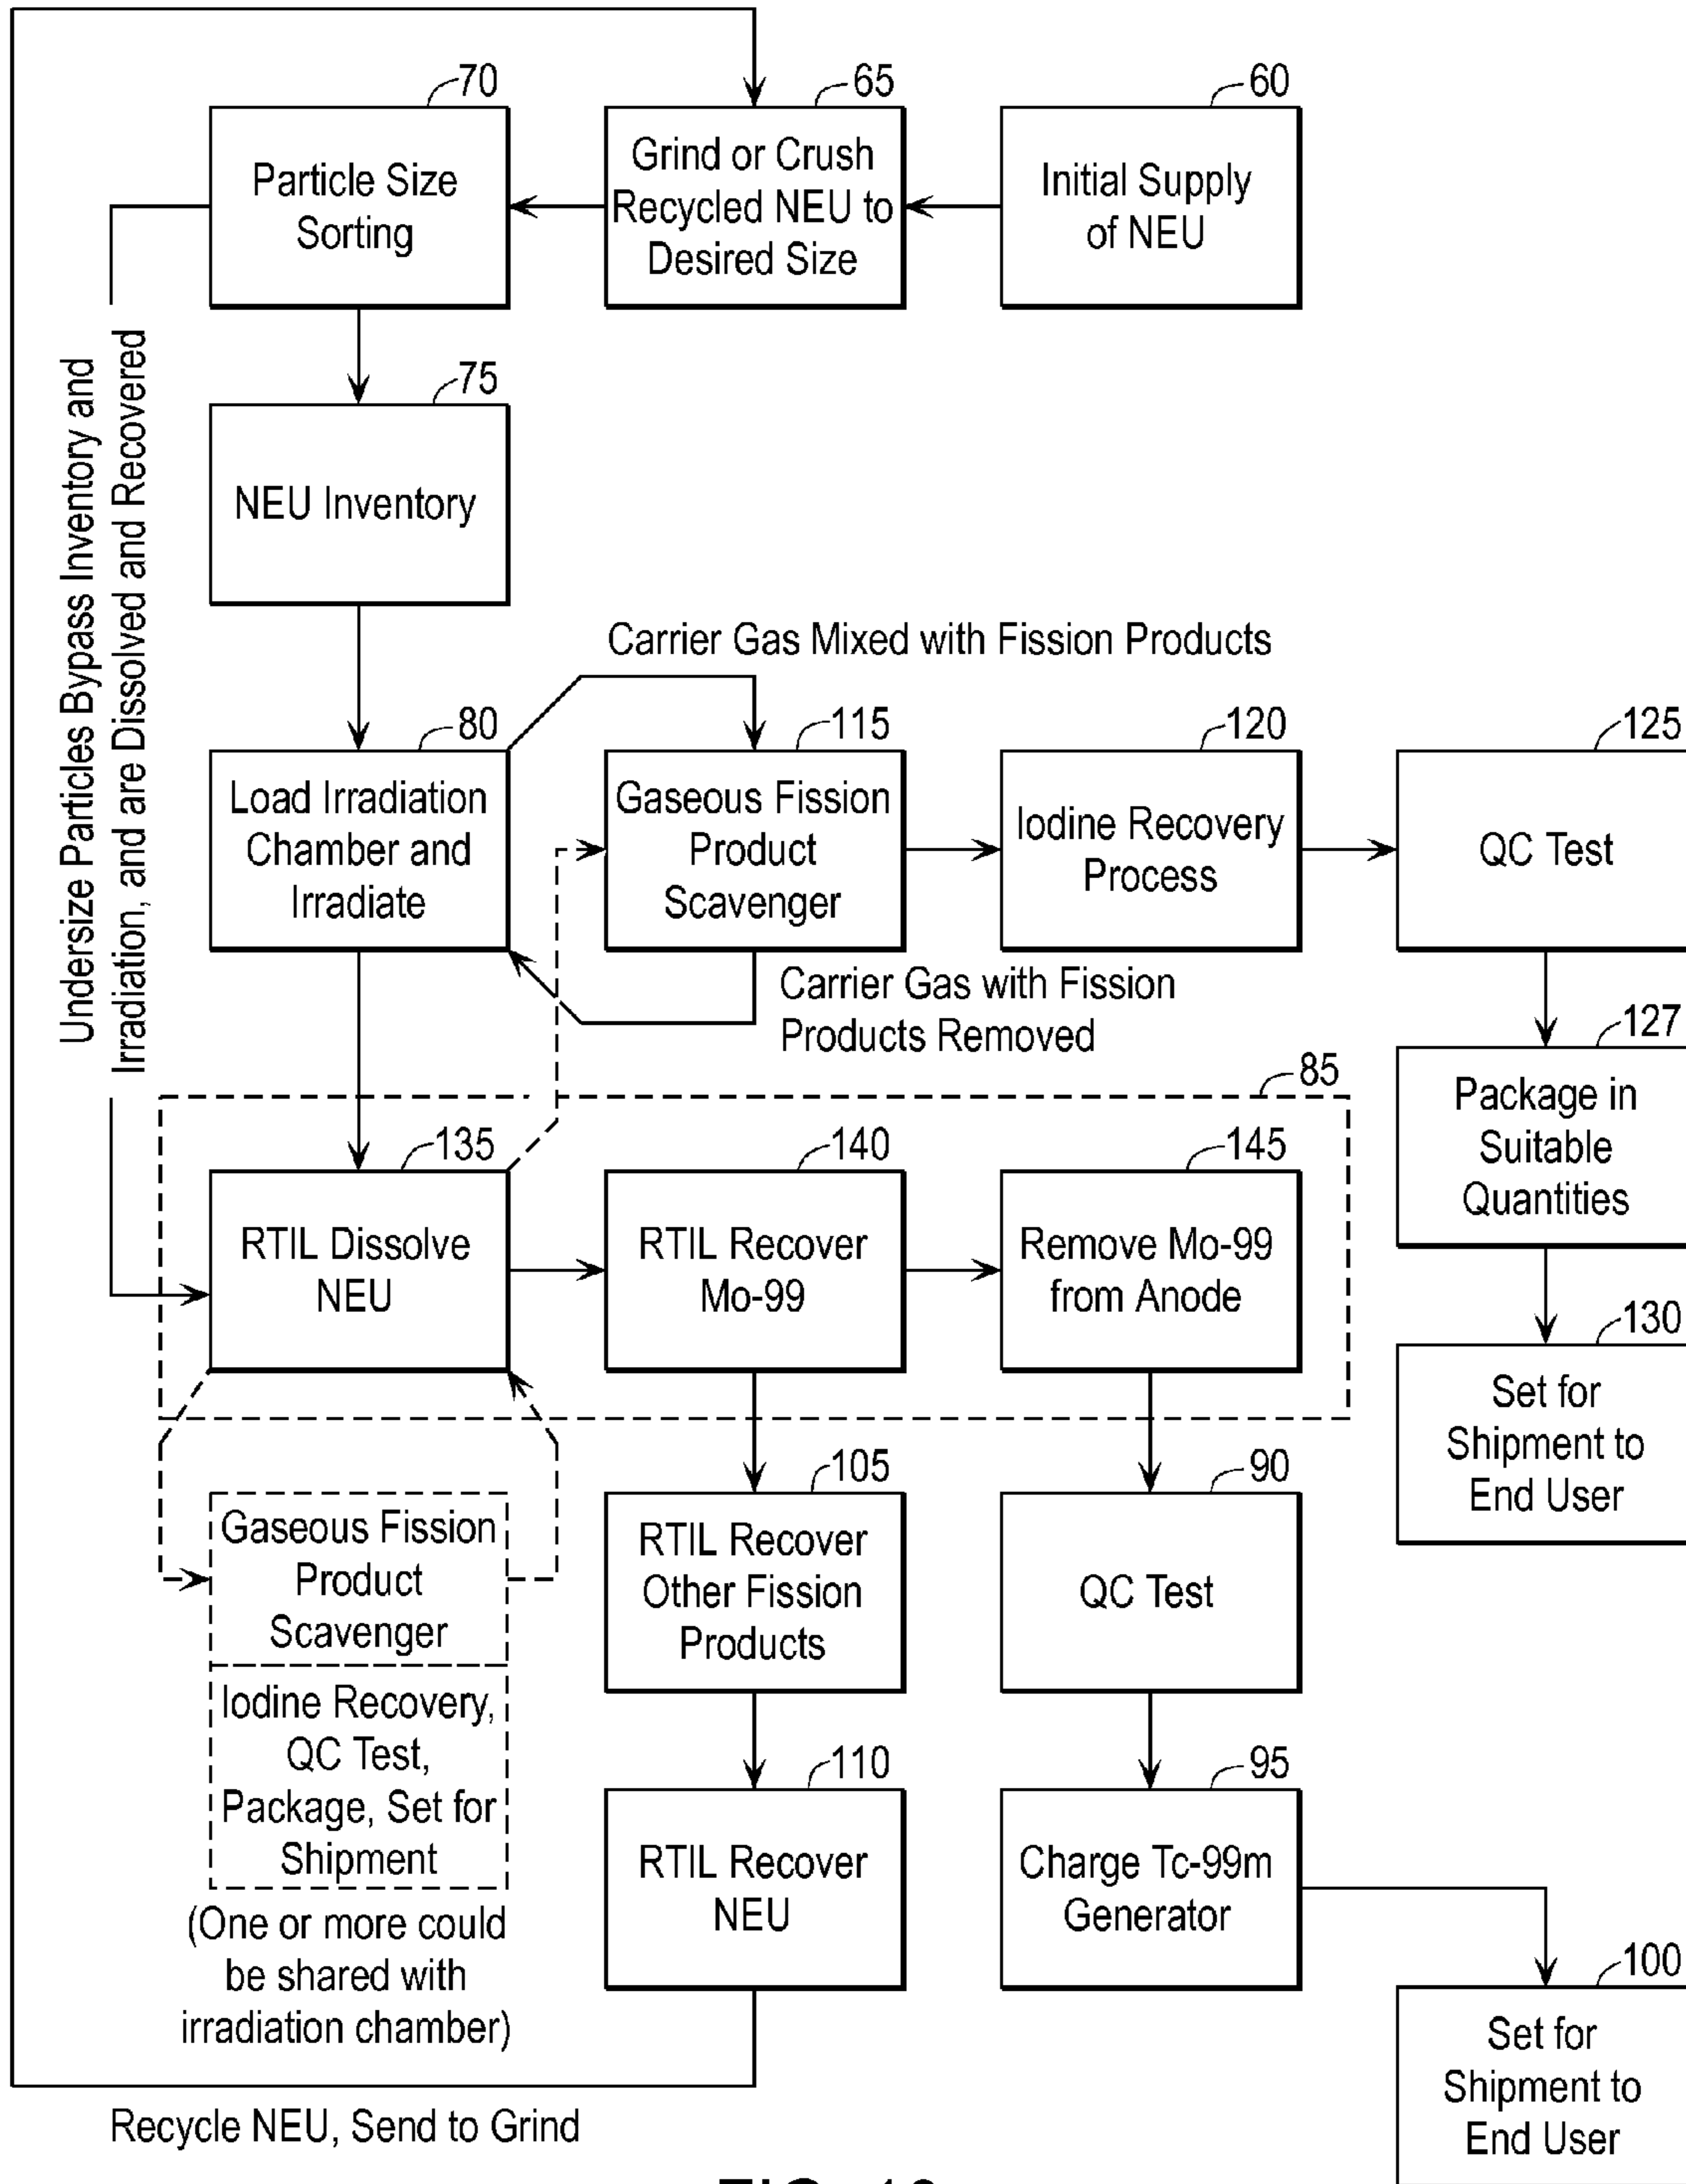 70
65
60
Particle Size
Sorting
Grind or Crush
Recycled NEU to
Desired Size
Initial Supply
of NEU
75
NEU Inventory
Undersize Particles Bypass Inventory and
Irradiation, and are Dissolved and Recovered
Carrier Gas Mixed with Fission Products
80
115
120
125
Load Irradiation
Chamber and
Irradiate
Gaseous Fission
Product
Scavenger
Iodine Recovery
Process
QC Test
Carrier Gas with Fission
Products Removed
127
Package in
Suitable
Quantities
85
135
140
145
RTIL Dissolve
NEU
RTIL Recover
Mo-99
Remove Mo-99
from Anode
130
Set for
Shipment to
End User
105
90
Gaseous Fission
Product
Scavenger
RTIL Recover
Other Fission
Products
QC Test
Iodine Recovery,
QC Test,
Package, Set for
Shipment
(One or more could
be shared with
irradiation chamber)
110
95
RTIL Recover
NEU
Charge Tc-99m
Generator
100
Set for
Shipment to
End User
Recycle NEU, Send to Grind